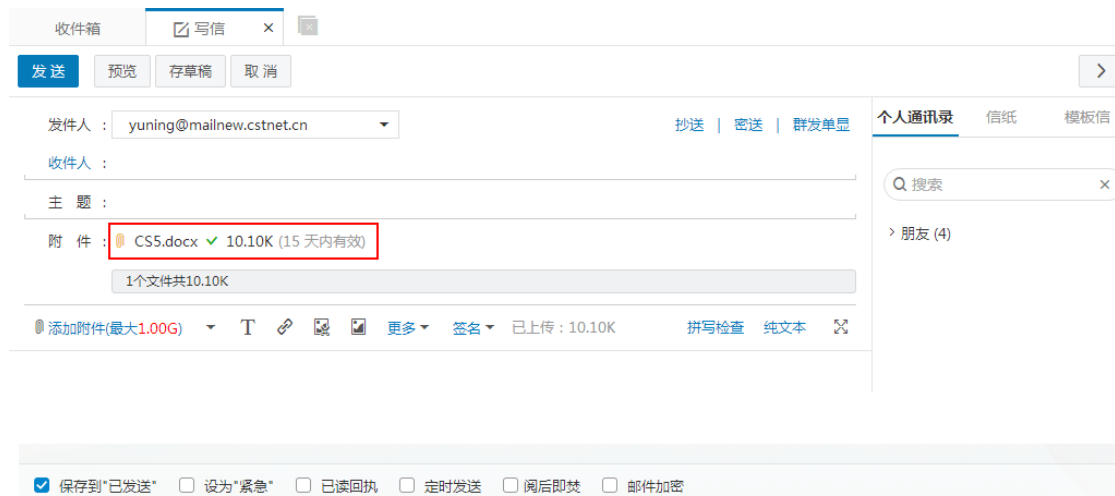 收件箱 写信 ×
发送 预览 存草稿 取消
发件人 : yuning@mailnew.cstnet.cn 抄送 | 密送 | 群发单显
收件人 :
主 题 :
附 件 : CS5.docx 10.10K (15 天内有效)
1个文件共10.10K
添加附件(最大1.00G) T 更多 签名 已上传 : 10.10K 拼写检查 纯文本
个人通讯录 信纸 模板信
搜索 ×
朋友 (4)
保存到"已发送" 设为"紧急" 已读回执 定时发送 阅后即焚 邮件加密